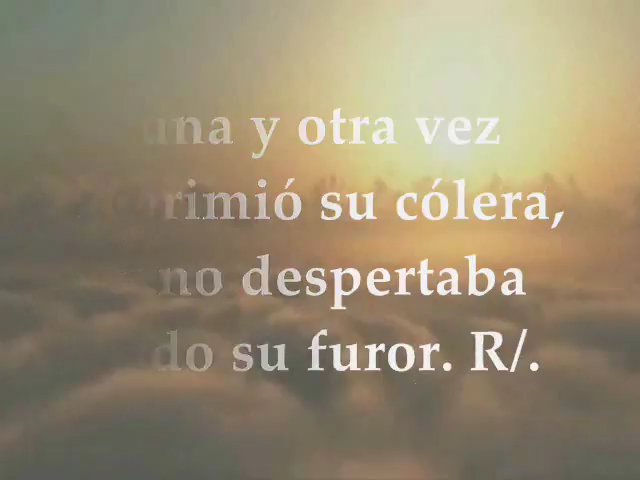 una y otra vez
rimió su cólera,
no despertaba
do su furor. R/.